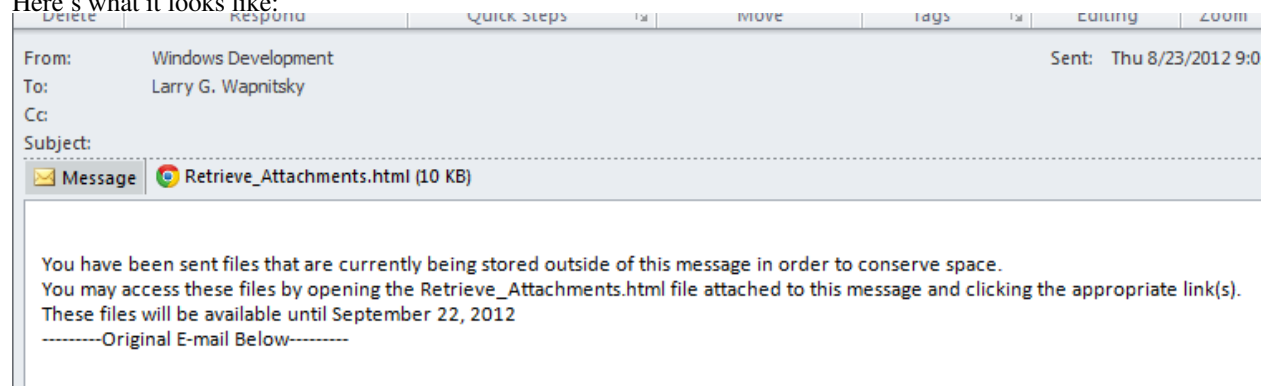 Here's what it looks like:
Delete Respond Quick Steps Move Tags Editing Zoom
From: Windows Development Sent: Thu 8/23/2012 9:0
To: Larry G. Wapnitsky
Cc:
Subject:
Message Retrieve_Attachments.html (10 KB)
You have been sent files that are currently being stored outside of this message in order to conserve space.
You may access these files by opening the Retrieve_Attachments.html file attached to this message and clicking the appropriate link(s).
These files will be available until September 22, 2012
---------Original E-mail Below---------